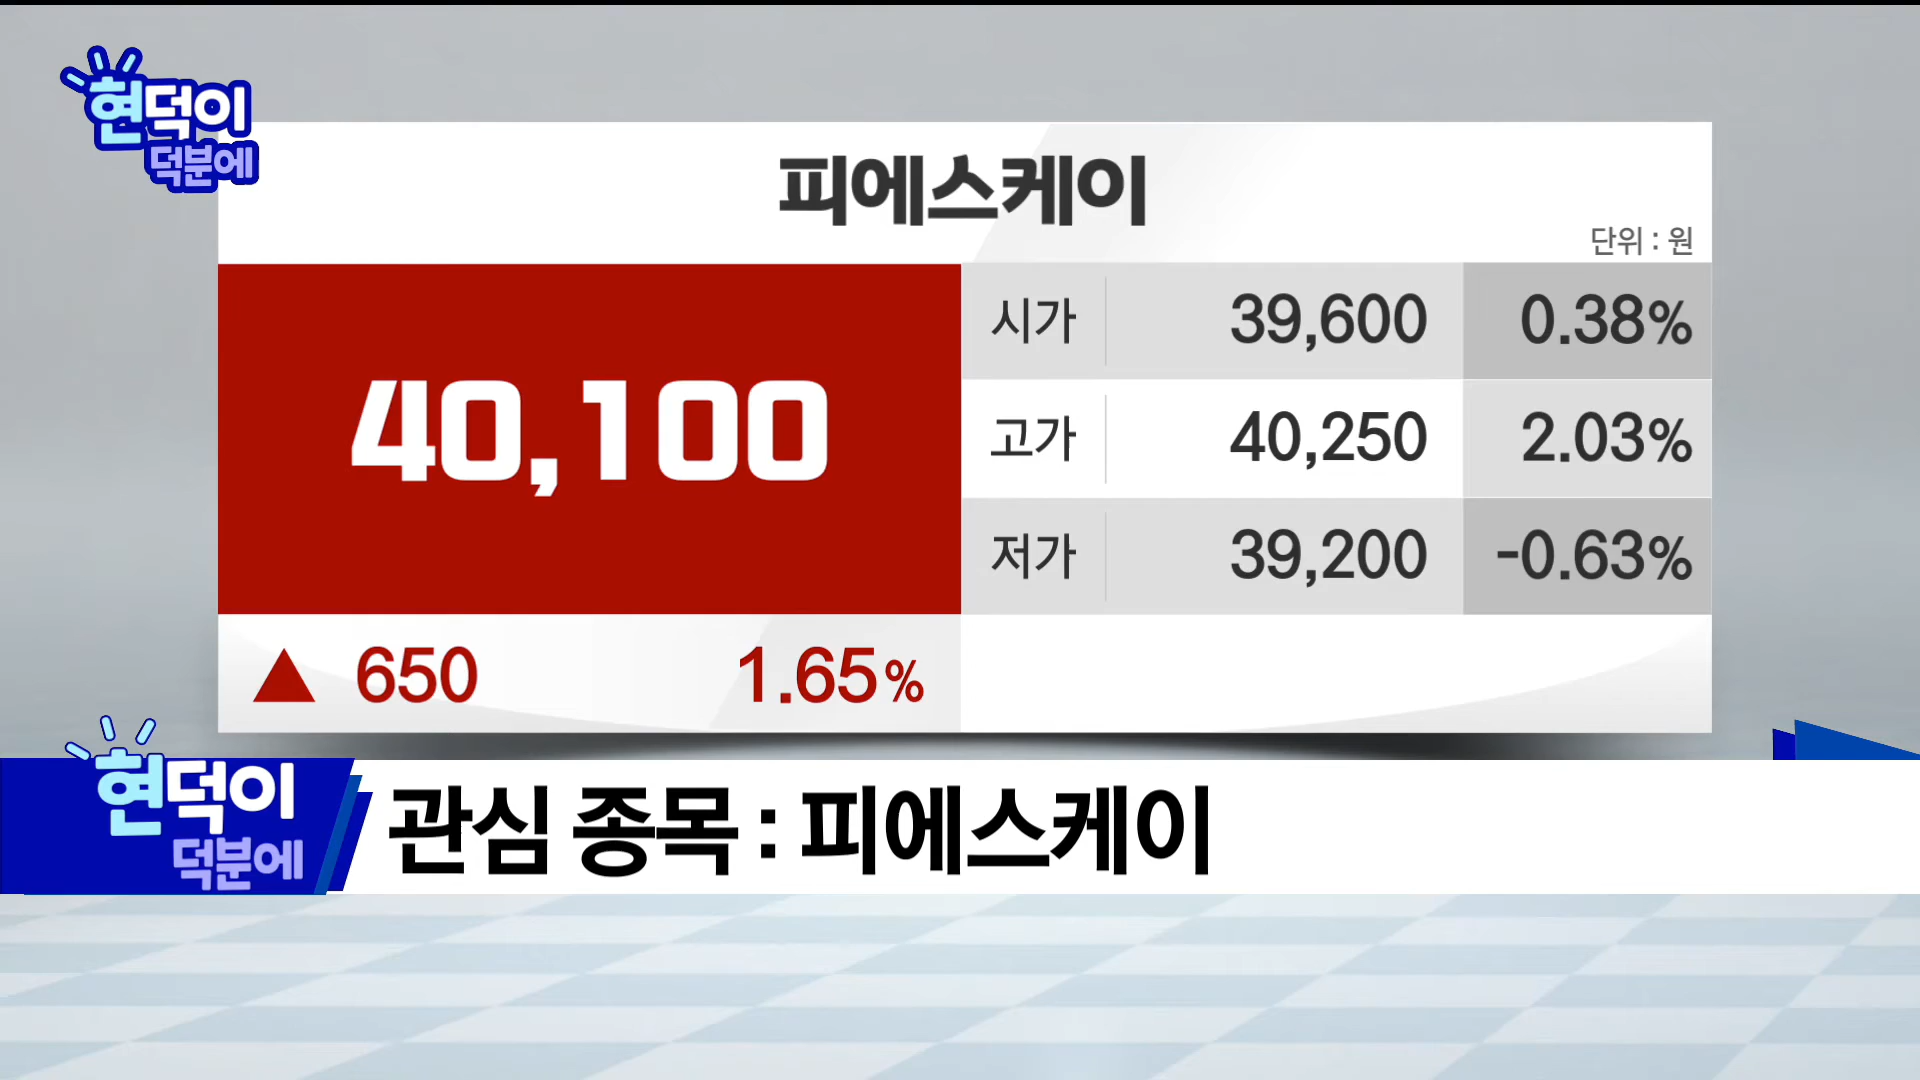 현덕이
덕분에
피에스케이
단위 : 원
40,100
시가 39,600 0.38%
고가 40,250 2.03%
저가 39,200 -0.63%
▲ 650 1.65%
현덕이
덕분에
관심 종목 : 피에스케이